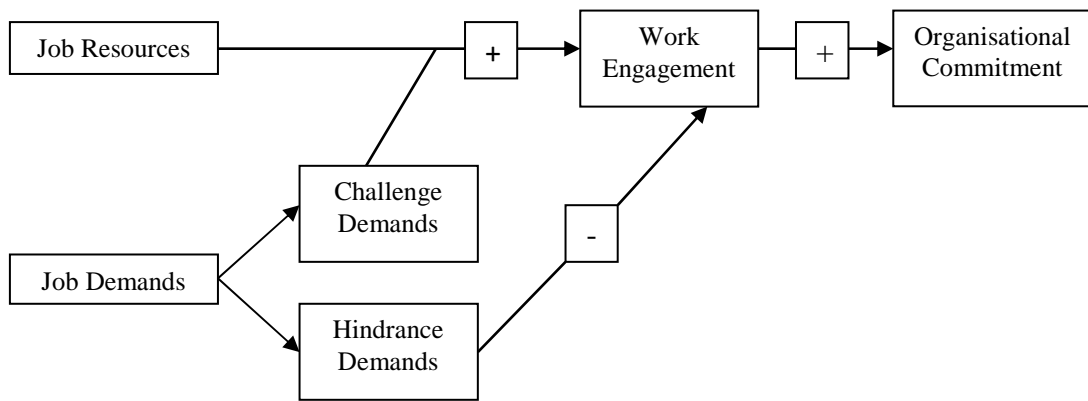 Job Resources
+
Work
Engagement
+
Organisational
Commitment
Challenge
Demands
-
Job Demands
Hindrance
Demands